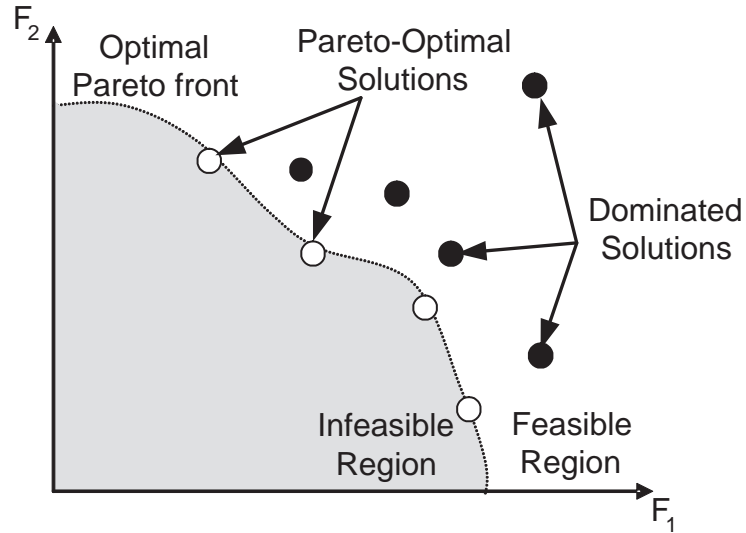 F2
Optimal
Pareto front
Pareto-Optimal
Solutions
Dominated
Solutions
Infeasible
Region
Feasible
Region
F1